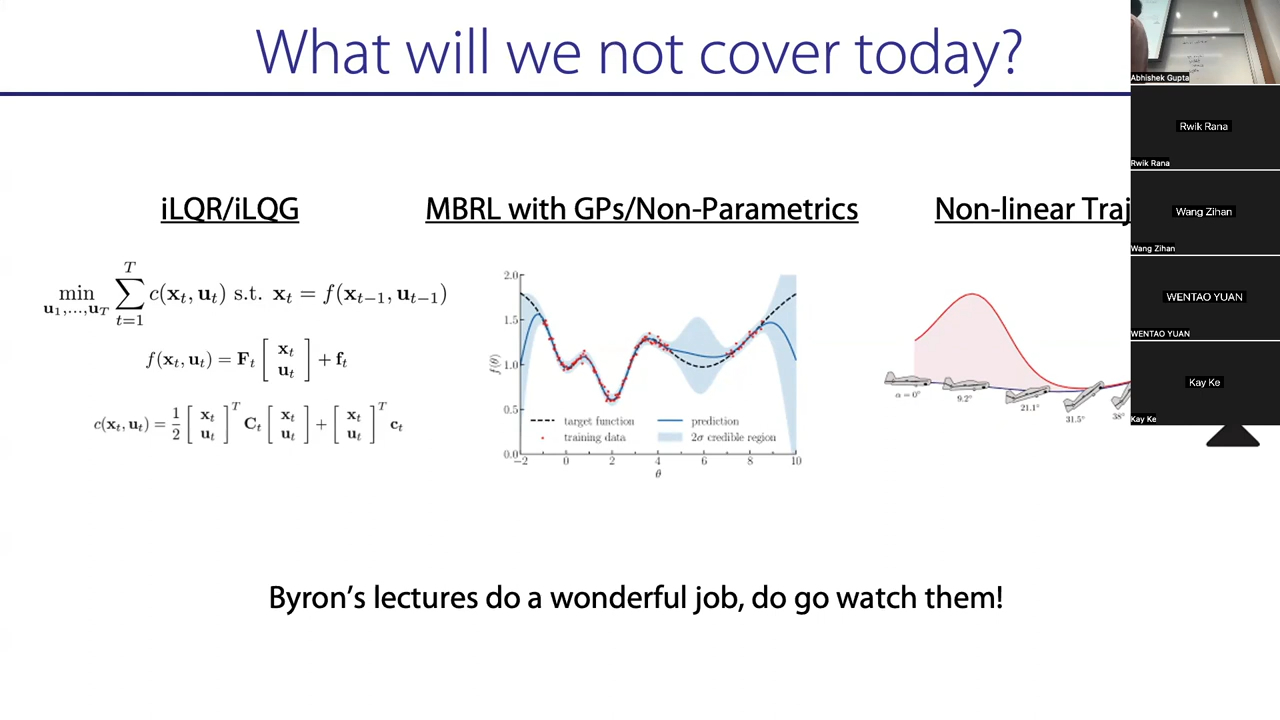 What will we not cover today?
iLQR/iLQG
MBRL with GPs/Non-Parametrics
Non-linear Traj
min u₁,...,u_T ∑ t=1 T c(x_t, u_t) s.t. x_t = f(x_{t−1}, u_{t−1})
f(x_t, u_t) = F_t [ x_t u_t ] + f_t
c(x_t, u_t) = 1/2 [ x_t u_t ]^T C_t [ x_t u_t ] + [ x_t u_t ]^T c_t
2.0
1.5
1.0
0.5
0.0
f(θ)
target function
prediction
training data
2σ credible region
−2 0 2 4 6 8 10
θ
α = 0°
9.2°
21.1°
31.5°
38°
Byron's lectures do a wonderful job, do go watch them!
Abhishek Gupta
Rwik Rana
Rwik Rana
Wang Zihan
Wang Zihan
WENTAO YUAN
WENTAO YUAN
Kay Ke
Kay Ke